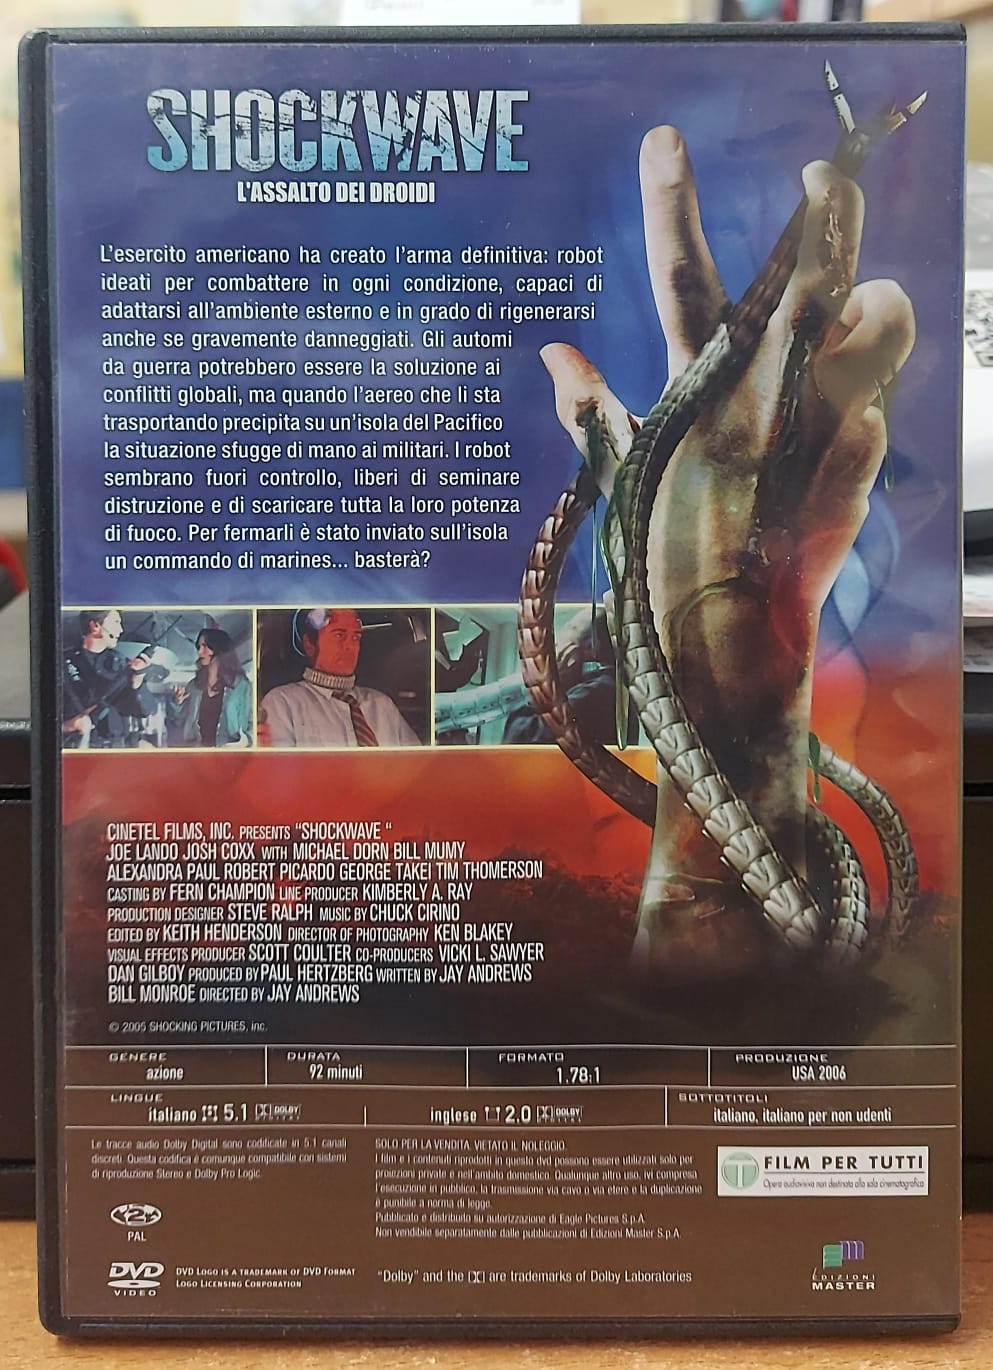 SHOCKWAVE
L'ASSALTO DEI DROIDI
L'esercito americano ha creato l'arma definitiva: robot
ideati per combattere in ogni condizione, capaci di
adattarsi all'ambiente esterno e in grado di rigenerarsi
anche se gravemente danneggiati. Gli automi
da guerra potrebbero essere la soluzione ai
conflitti globali, ma quando l'aereo che li sta
trasportando precipita su un'isola del Pacifico
la situazione sfugge di mano ai militari. I robot
sembrano fuori controllo, liberi di seminare
distruzione e di scaricare tutta la loro potenza
di fuoco. Per fermarli è stato inviato sull'isola
un commando di marines... basterà?
CINETEL FILMS, INC. PRESENTS "SHOCKWAVE "
JOE LANDO JOSH COXX WITH MICHAEL DORN BILL MUMY
ALEXANDRA PAUL ROBERT PICARDO GEORGE TAKEI TIM THOMERSON
CASTING BY FERN CHAMPION LINE PRODUCER KIMBERLY A. RAY
PRODUCTION DESIGNER STEVE RALPH MUSIC BY CHUCK CIRINO
EDITED BY KEITH HENDERSON DIRECTOR OF PHOTOGRAPHY KEN BLAKEY
VISUAL EFFECTS PRODUCER SCOTT COULTER CO-PRODUCERS VICKI L. SAWYER
DAN GILBOY PRODUCED BY PAUL HERTZBERG WRITTEN BY JAY ANDREWS
BILL MONROE DIRECTED BY JAY ANDREWS
© 2005 SHOCKING PICTURES, inc.
GENERE DURATA FORMATO PRODUZIONE
azione 92 minuti 1.78:1 USA 2006
LINGUE SOTTOTITOLI
italiano 5.1 DOLBY DIGITAL inglese 2.0 DOLBY DIGITAL italiano, italiano per non udenti
Le tracce audio Dolby Digital sono codificate in 5.1 canali
discreti. Questa codifica è comunque compatibile con sistemi
di riproduzione Stereo e Dolby Pro Logic.
SOLO PER LA VENDITA. VIETATO IL NOLEGGIO.
I film e i contenuti riprodotti in questo dvd possono essere utilizzati solo per
proiezioni private e nell'ambito domestico. Qualunque altro uso, ivi compresa
l'esecuzione in pubblico, la trasmissione via cavo o via etere e la duplicazione
è punibile a norma di legge.
Pubblicato e distribuito su autorizzazione di Eagle Pictures S.p.A.
Non vendibile separatamente dalle pubblicazioni di Edizioni Master S.p.A.
T FILM PER TUTTI
Opera audiovisiva non destinata alla sala cinematografica
2
PAL
DVD
VIDEO
DVD LOGO IS A TRADEMARK OF DVD FORMAT
LOGO LICENSING CORPORATION
"Dolby" and the are trademarks of Dolby Laboratories
EDIZIONI
MASTER